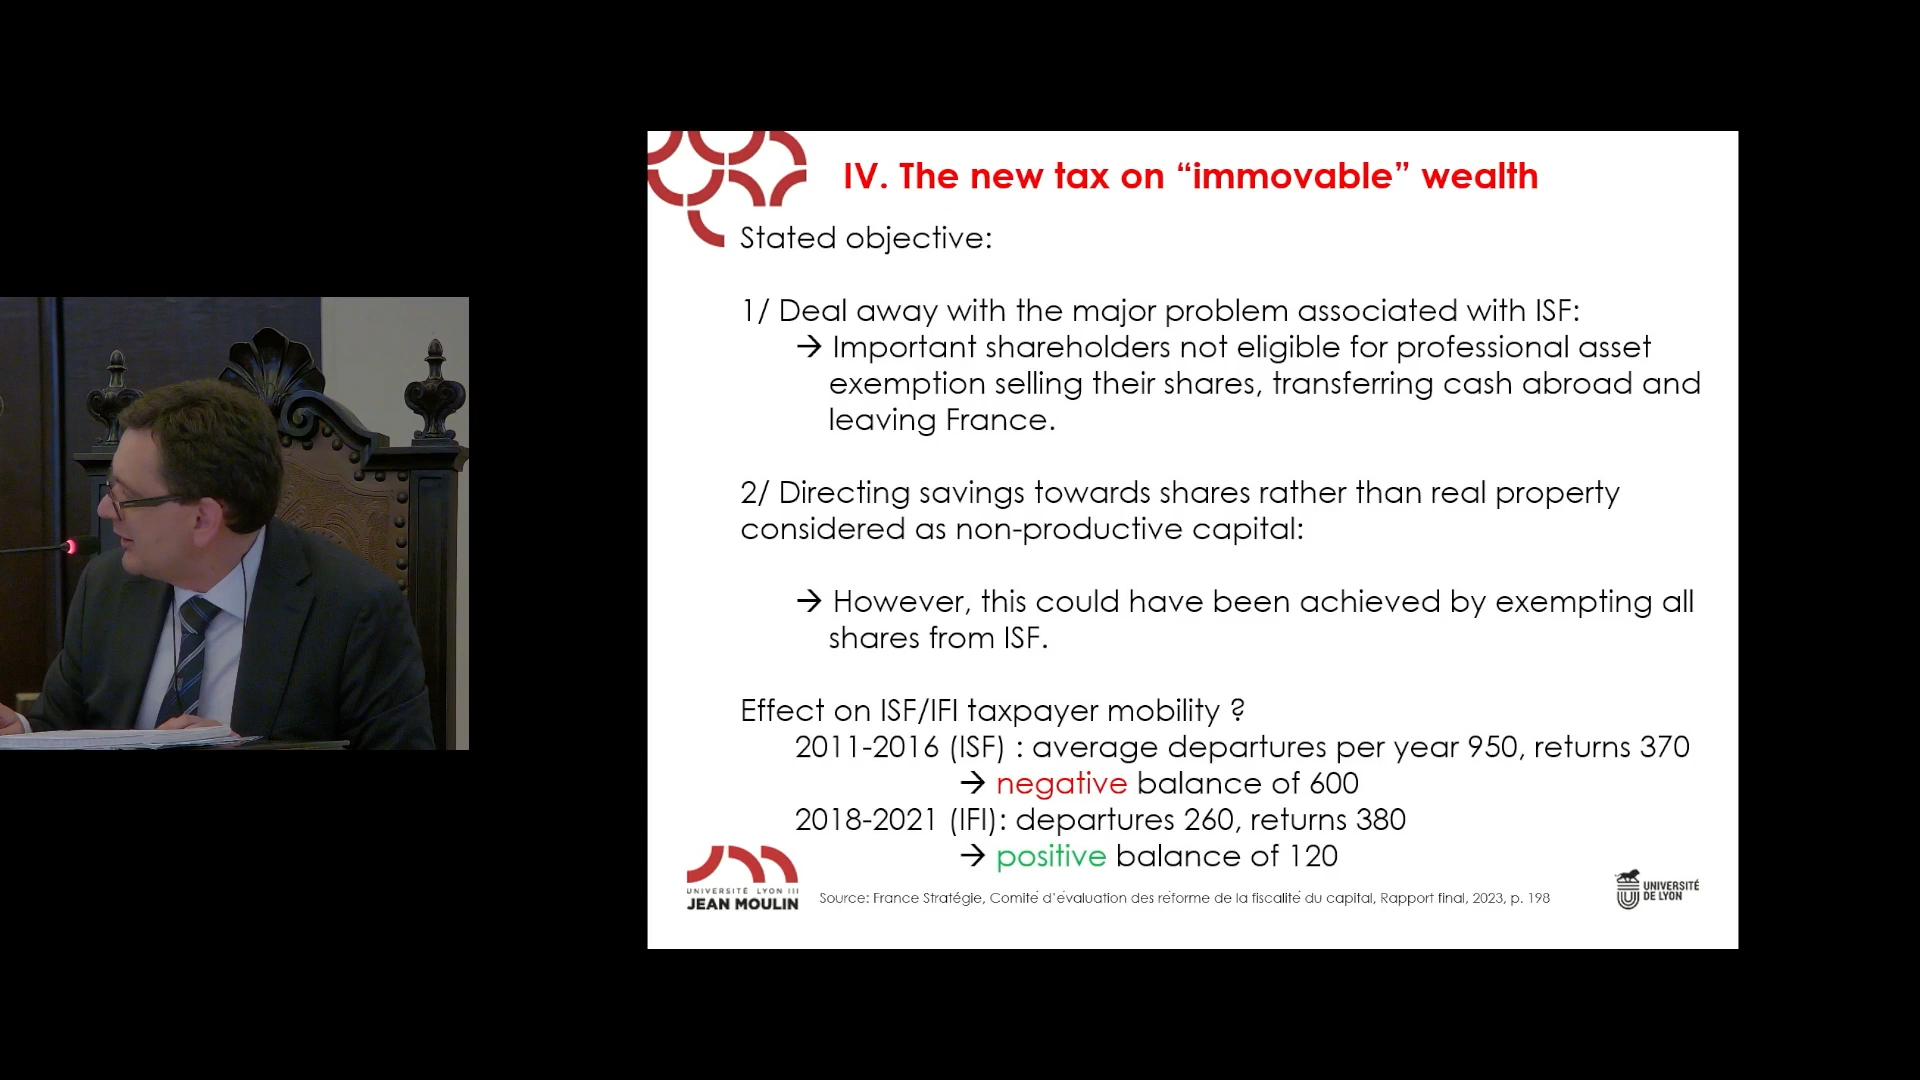 IV. The new tax on “immovable” wealth
Stated objective:
1/ Deal away with the major problem associated with ISF:
→ Important shareholders not eligible for professional asset
exemption selling their shares, transferring cash abroad and
leaving France.
2/ Directing savings towards shares rather than real property
considered as non-productive capital:
→ However, this could have been achieved by exempting all
shares from ISF.
Effect on ISF/IFI taxpayer mobility ?
2011-2016 (ISF) : average departures per year 950, returns 370
→ negative balance of 600
2018-2021 (IFI): departures 260, returns 380
→ positive balance of 120
UNIVERSITÉ LYON III
JEAN MOULIN
Source: France Stratégie, Comité d’évaluation des réforme de la fiscalité du capital, Rapport final, 2023, p. 198
UNIVERSITÉ
DE LYON